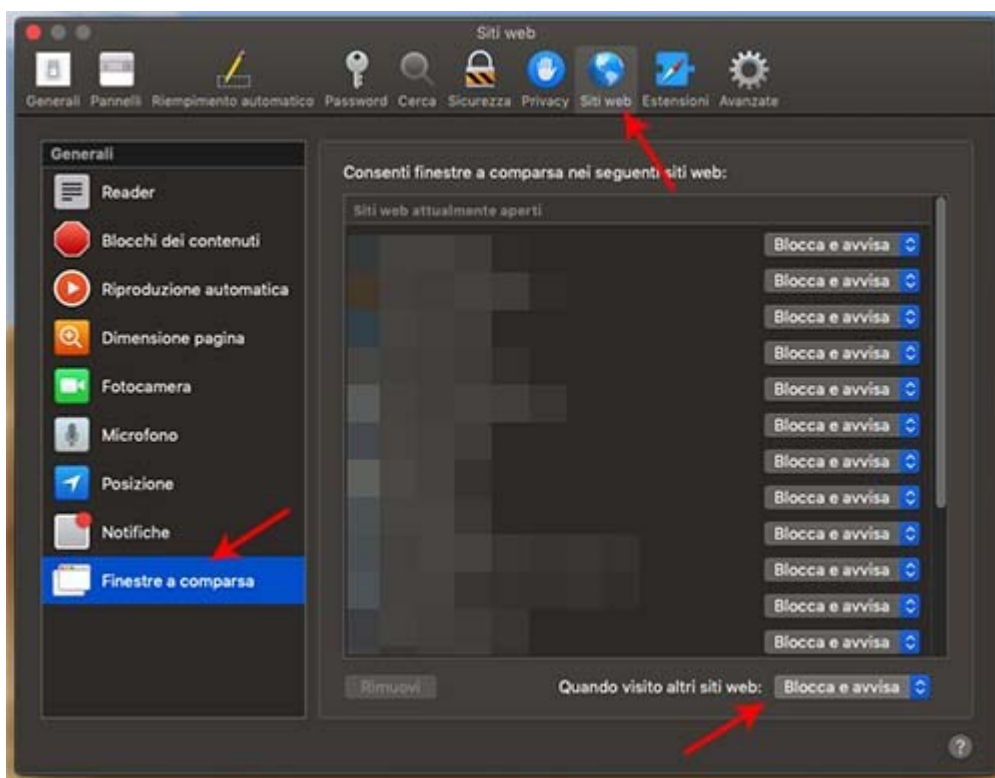 Siti web
Generali Pannelli Riempimento automatico Password Cerca Sicurezza Privacy Siti web Estensioni Avanzate
Generali
Reader
Blocchi dei contenuti
Riproduzione automatica
Dimensione pagina
Fotocamera
Microfono
Posizione
Notifiche
Finestre a comparsa
Consenti finestre a comparsa nei seguenti siti web:
Siti web attualmente aperti
Blocca e avvisa
Blocca e avvisa
Blocca e avvisa
Blocca e avvisa
Blocca e avvisa
Blocca e avvisa
Blocca e avvisa
Blocca e avvisa
Blocca e avvisa
Blocca e avvisa
Blocca e avvisa
Blocca e avvisa
Rimuovi Quando visito altri siti web: Blocca e avvisa
?